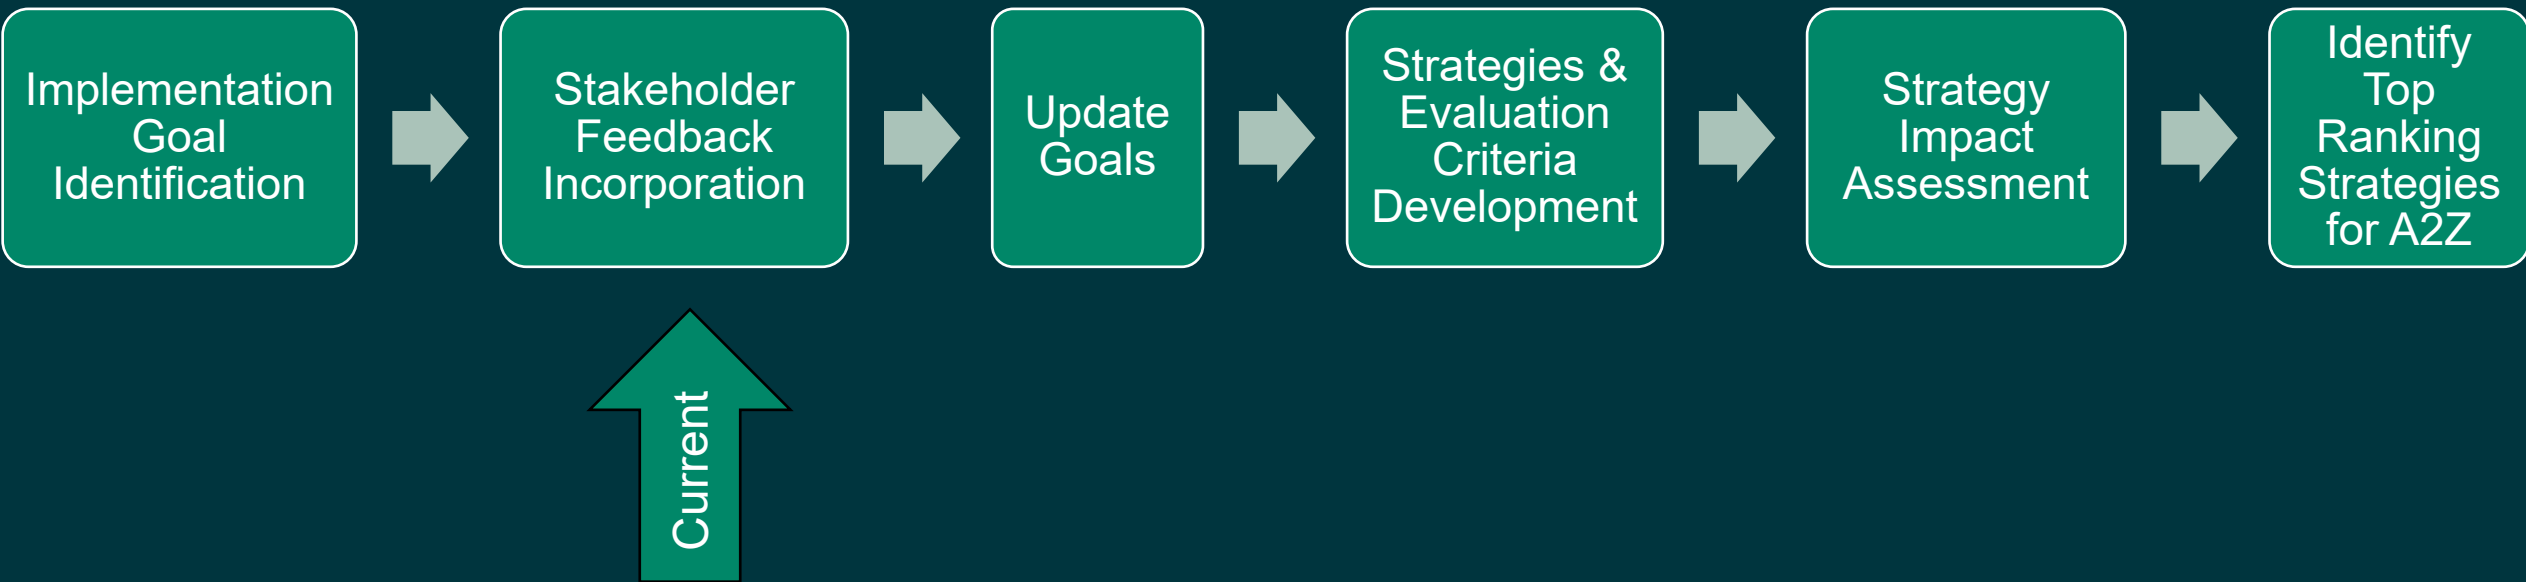 Implementation
Goal
Identification
Stakeholder
Feedback
Incorporation
Update
Goals
Strategies &
Evaluation
Criteria
Development
Strategy
Impact
Assessment
Identify
Top
Ranking
Strategies
for A2Z
Current